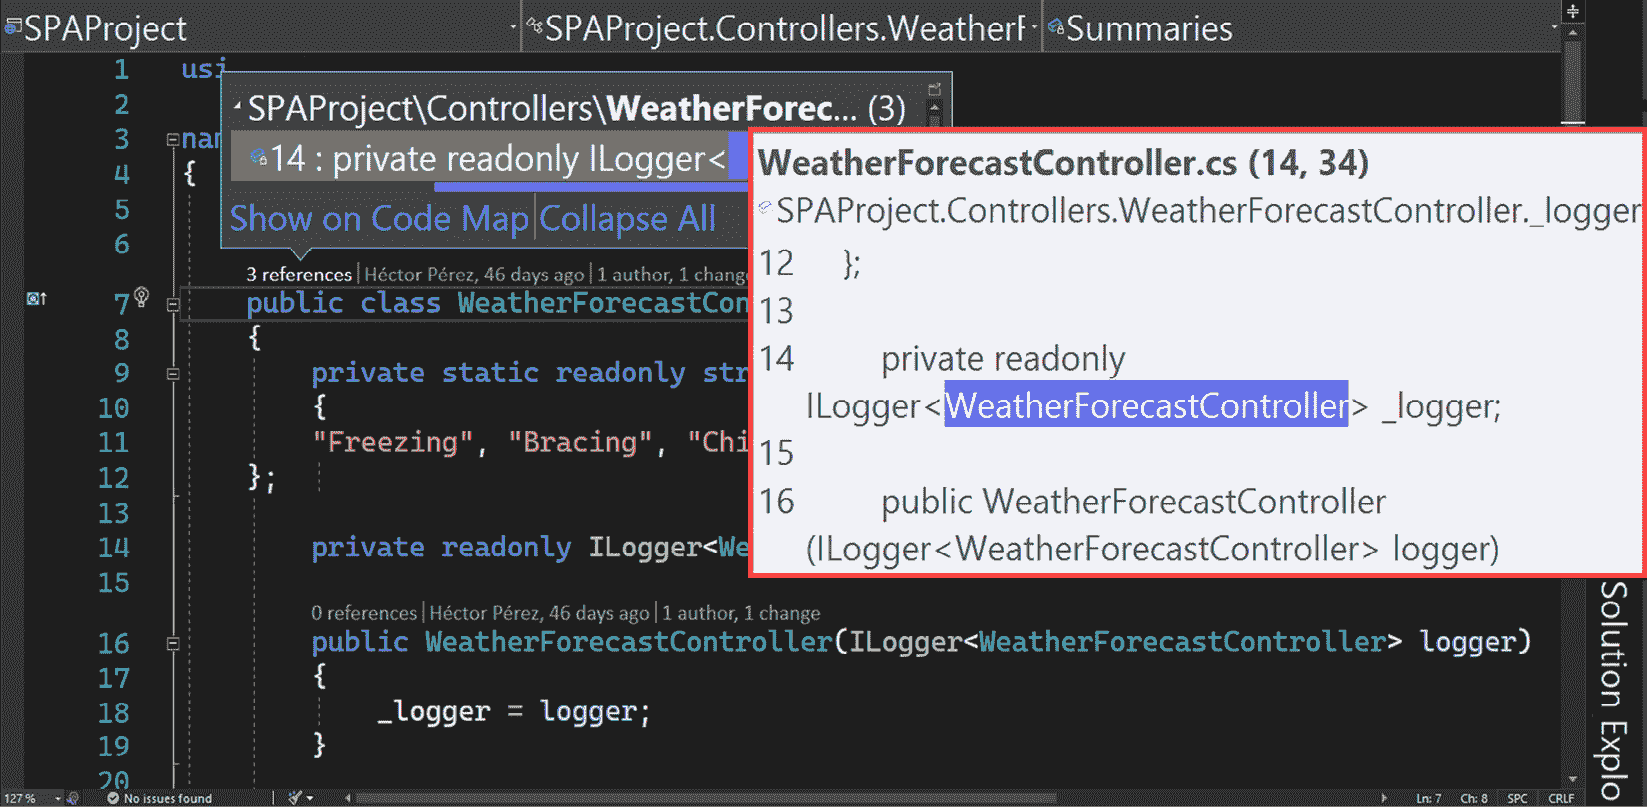 SPAProject
SPAProject.Controllers.WeatherF
Summaries
1 usi
2
3 nam
4 {
5
6
SPAProject\Controllers\WeatherForec... (3)
14 : private readonly ILogger<
Show on Code Map | Collapse All
3 references | Héctor Pérez, 46 days ago | 1 author, 1 change
7 public class WeatherForecastCon
8 {
9 private static readonly str
10 {
11 "Freezing", "Bracing", "Chi
12 };
13
14 private readonly ILogger<We
15
0 references | Héctor Pérez, 46 days ago | 1 author, 1 change
16 public WeatherForecastController(ILogger<WeatherForecastController> logger)
17 {
18 _logger = logger;
19 }
20
WeatherForecastController.cs (14, 34)
SPAProject.Controllers.WeatherForecastController._logger
12 };
13
14 private readonly
ILogger<WeatherForecastController> _logger;
15
16 public WeatherForecastController
(ILogger<WeatherForecastController> logger)
Solution Explo
127 %
No issues found
Ln: 7 Ch: 8 SPC CRLF